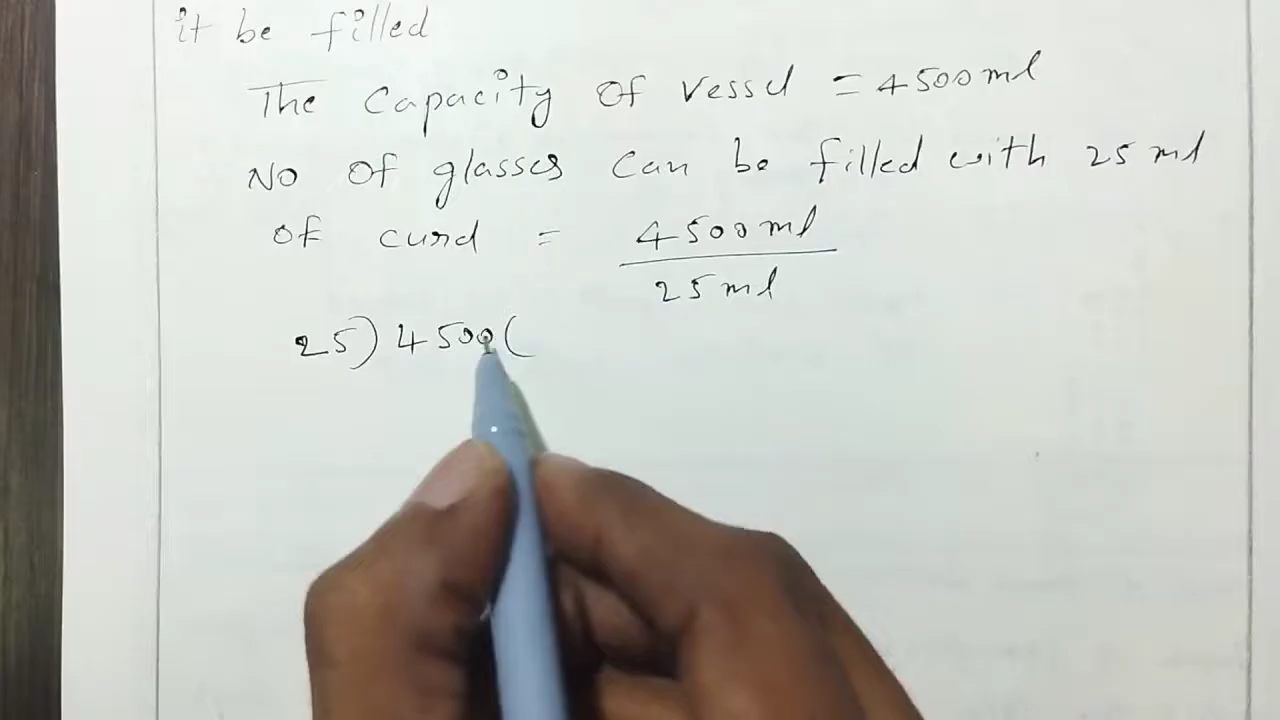 it be filled
The capacity of vessel = 4500 ml
No of glasses can be filled with 25 ml
of curd = 4500 ml
25 ml
25) 4500 (